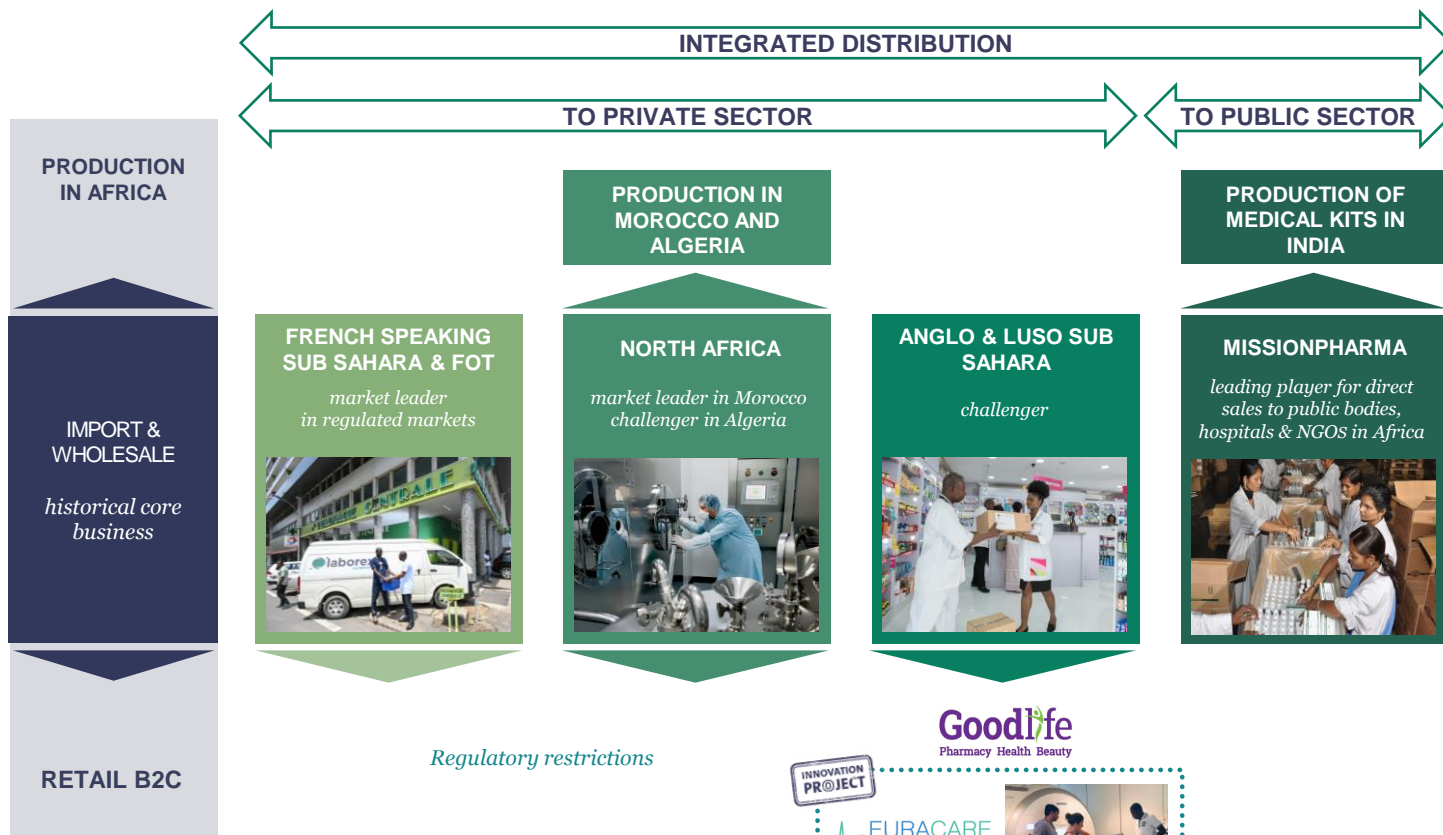 INTEGRATED DISTRIBUTION
TO PRIVATE SECTOR
TO PUBLIC SECTOR
PRODUCTION
IN AFRICA
PRODUCTION IN
MOROCCO AND
ALGERIA
PRODUCTION OF
MEDICAL KITS IN
INDIA
IMPORT &
WHOLESALE
historical core
business
FRENCH SPEAKING
SUB SAHARA & FOT
market leader
in regulated markets
CENTRALE
laborex
NORTH AFRICA
market leader in Morocco
challenger in Algeria
ANGLO & LUSO SUB
SAHARA
challenger
MISSIONPHARMA
leading player for direct
sales to public bodies,
hospitals & NGOS in Africa
RETAIL B2C
Regulatory restrictions
Goodlife
Pharmacy Health Beauty
INNOVATION
PROJECT
EURACARE